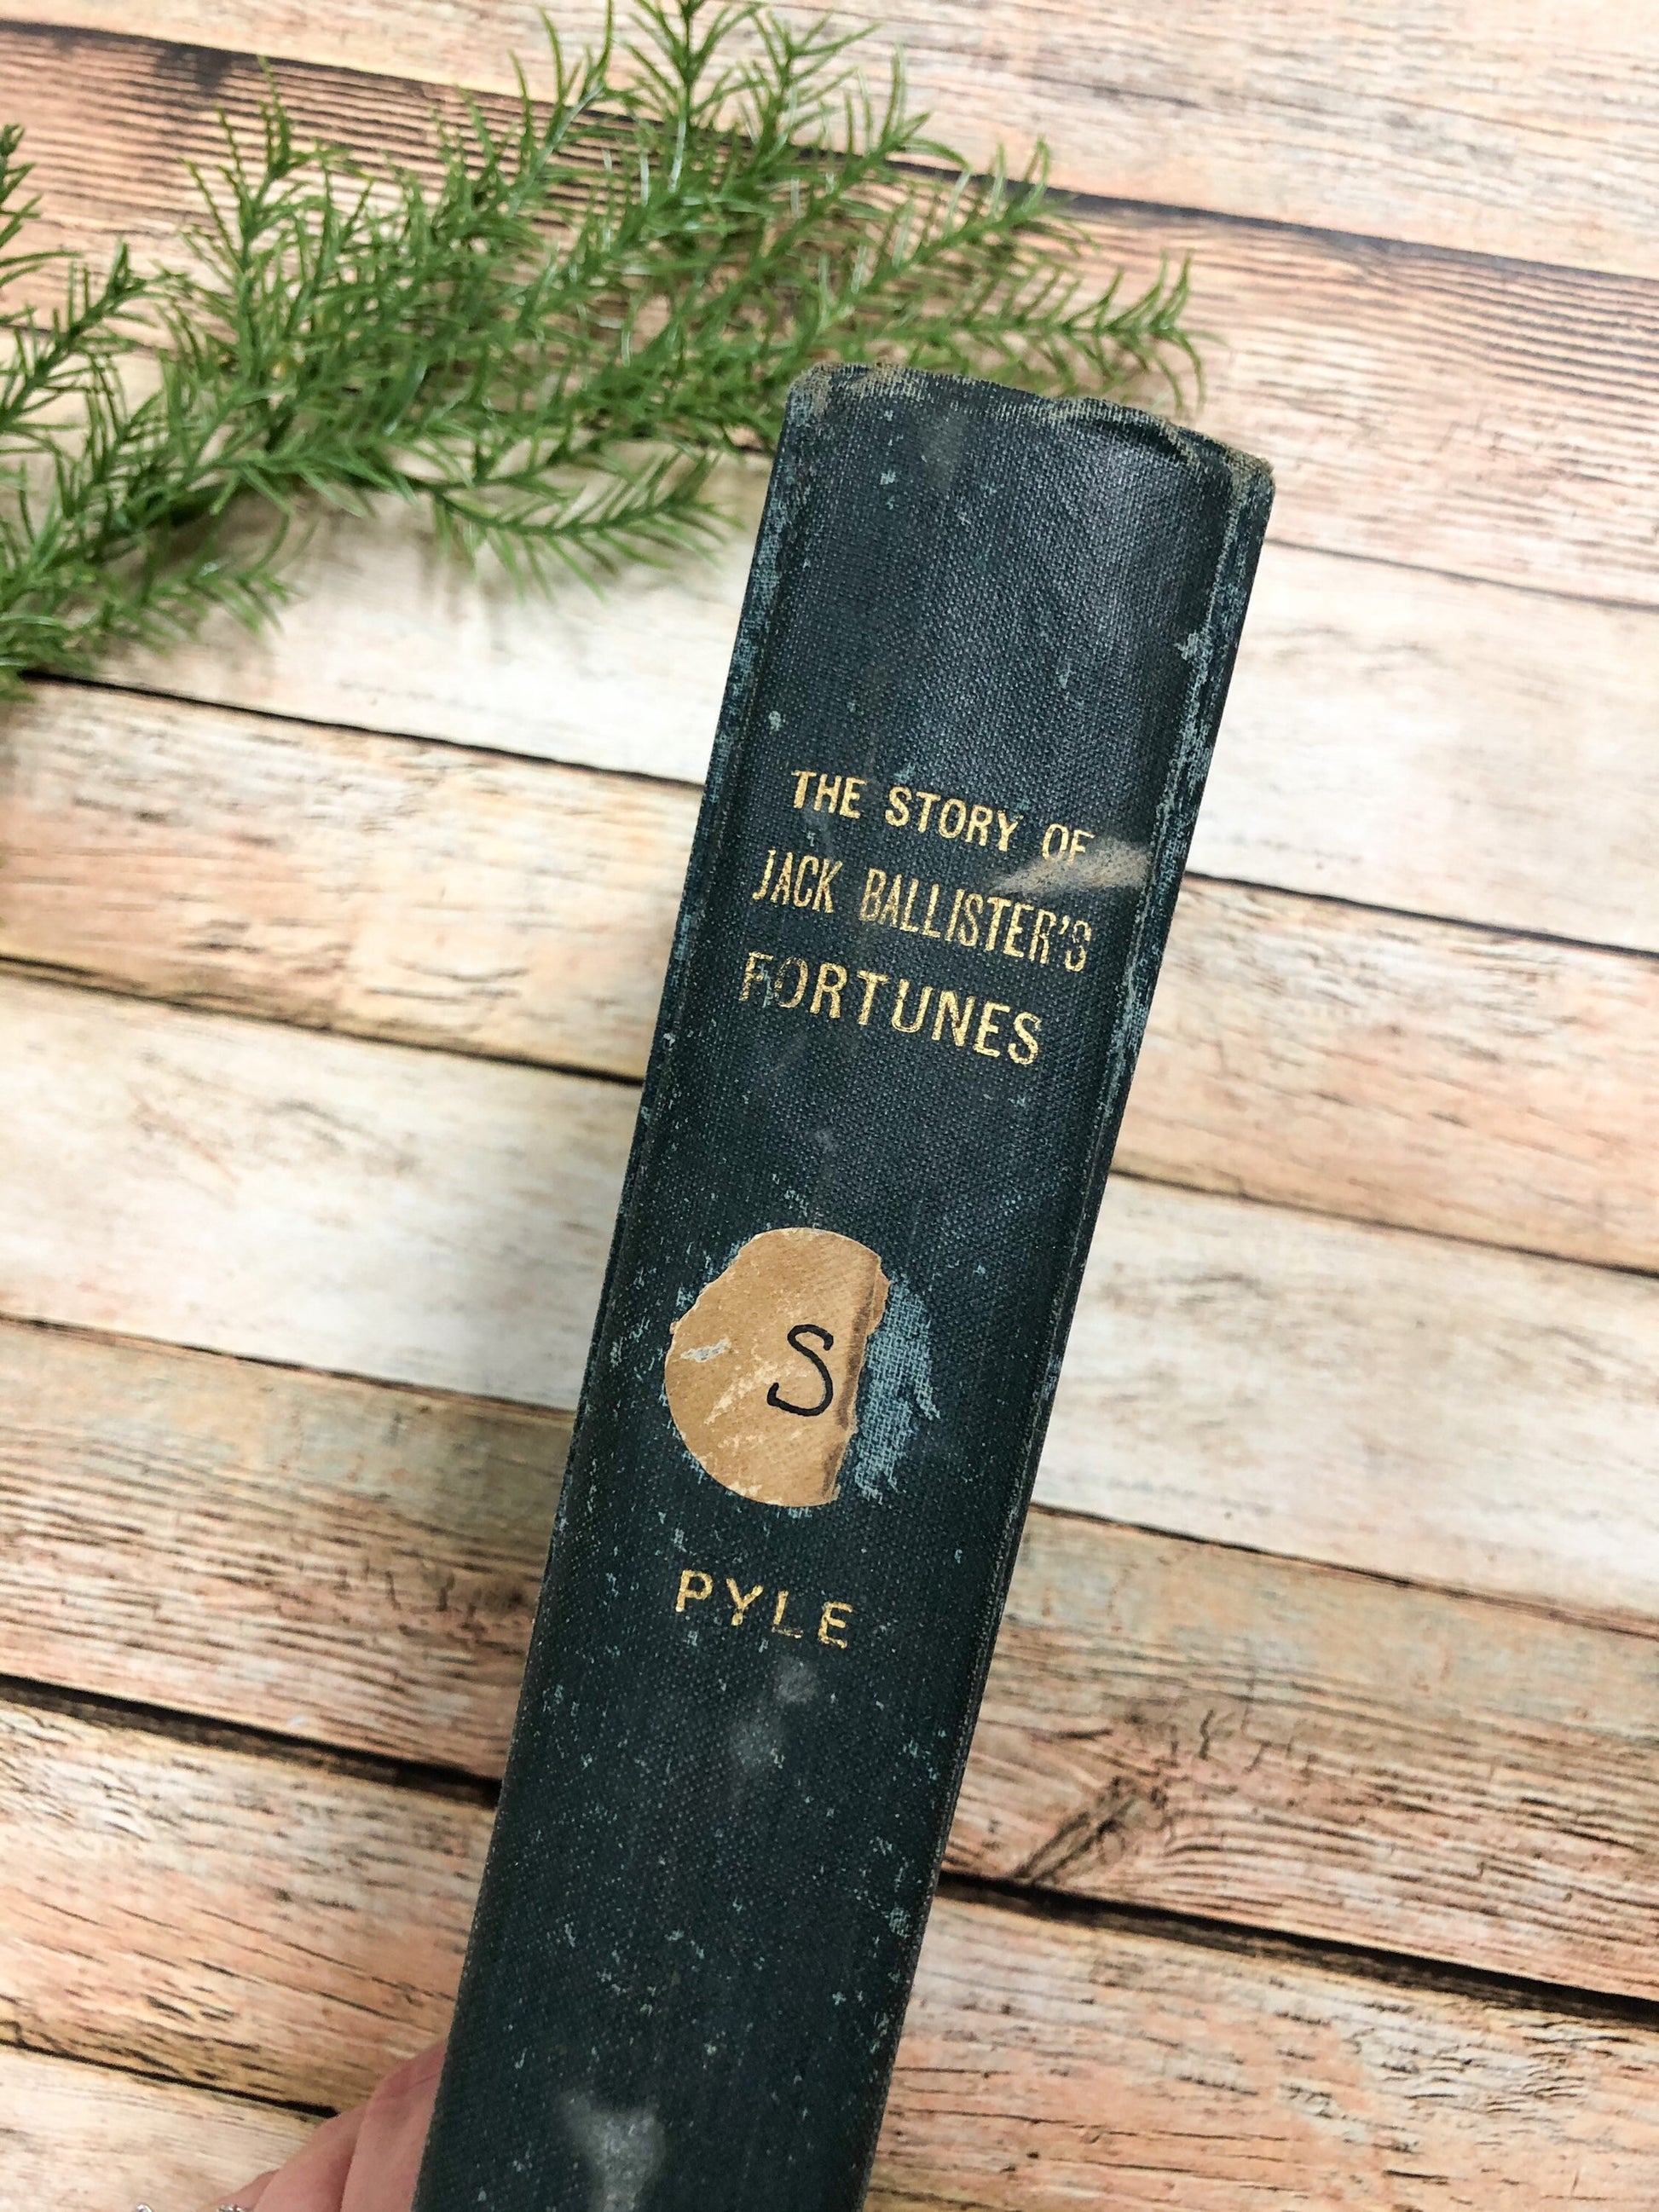 THE STORY OF
JACK BALLISTER'S
FORTUNES
S
PYLE